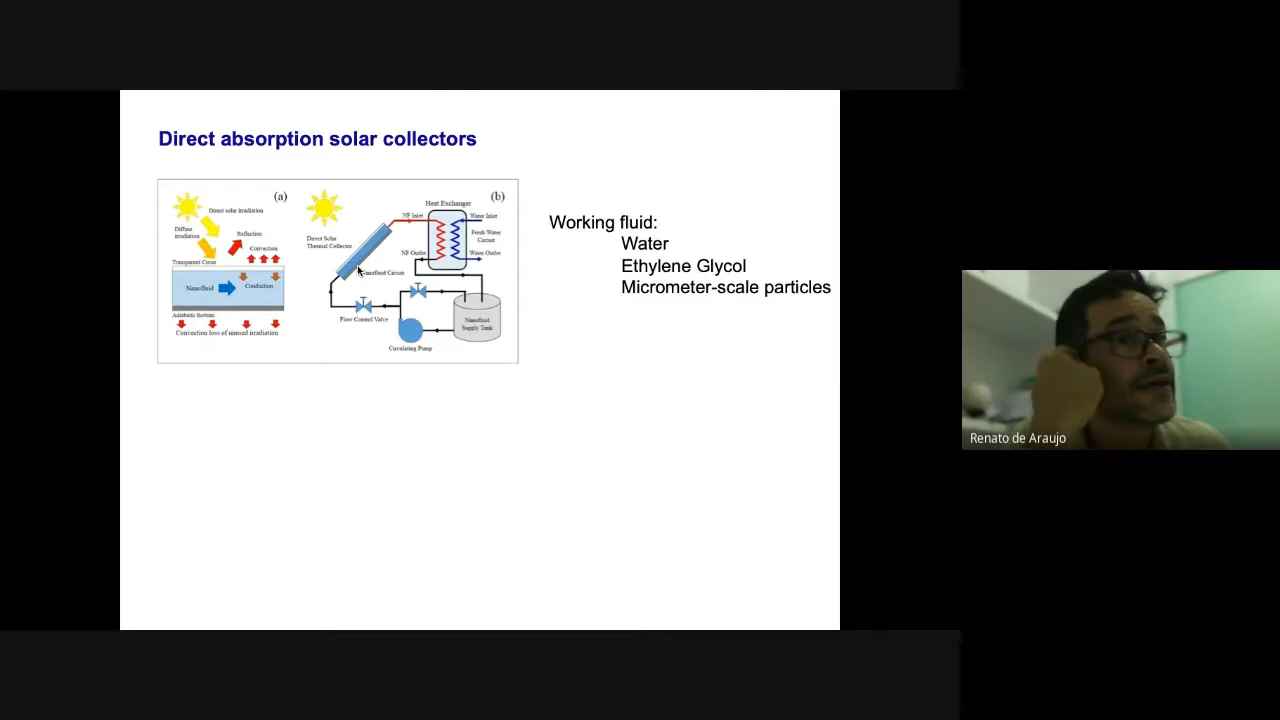 Direct absorption solar collectors
(a)
Direct solar irradiation
Diffuse
irradiation
Reflection
Convection
Transparent Cover
Nanofluid
Conduction
Adiabatic Bottom
Convection loss of unused irradiation
(b)
Heat Exchanger
NF Inlet
Water Inlet
Direct Solar
Thermal Collector
Fresh Water
Circuit
NF Outlet
Water Outlet
Nanofluid Circuit
Flow Control Valve
Nanofluid
Supply Tank
Circulating Pump
Working fluid:
Water
Ethylene Glycol
Micrometer-scale particles
Renato de Araujo